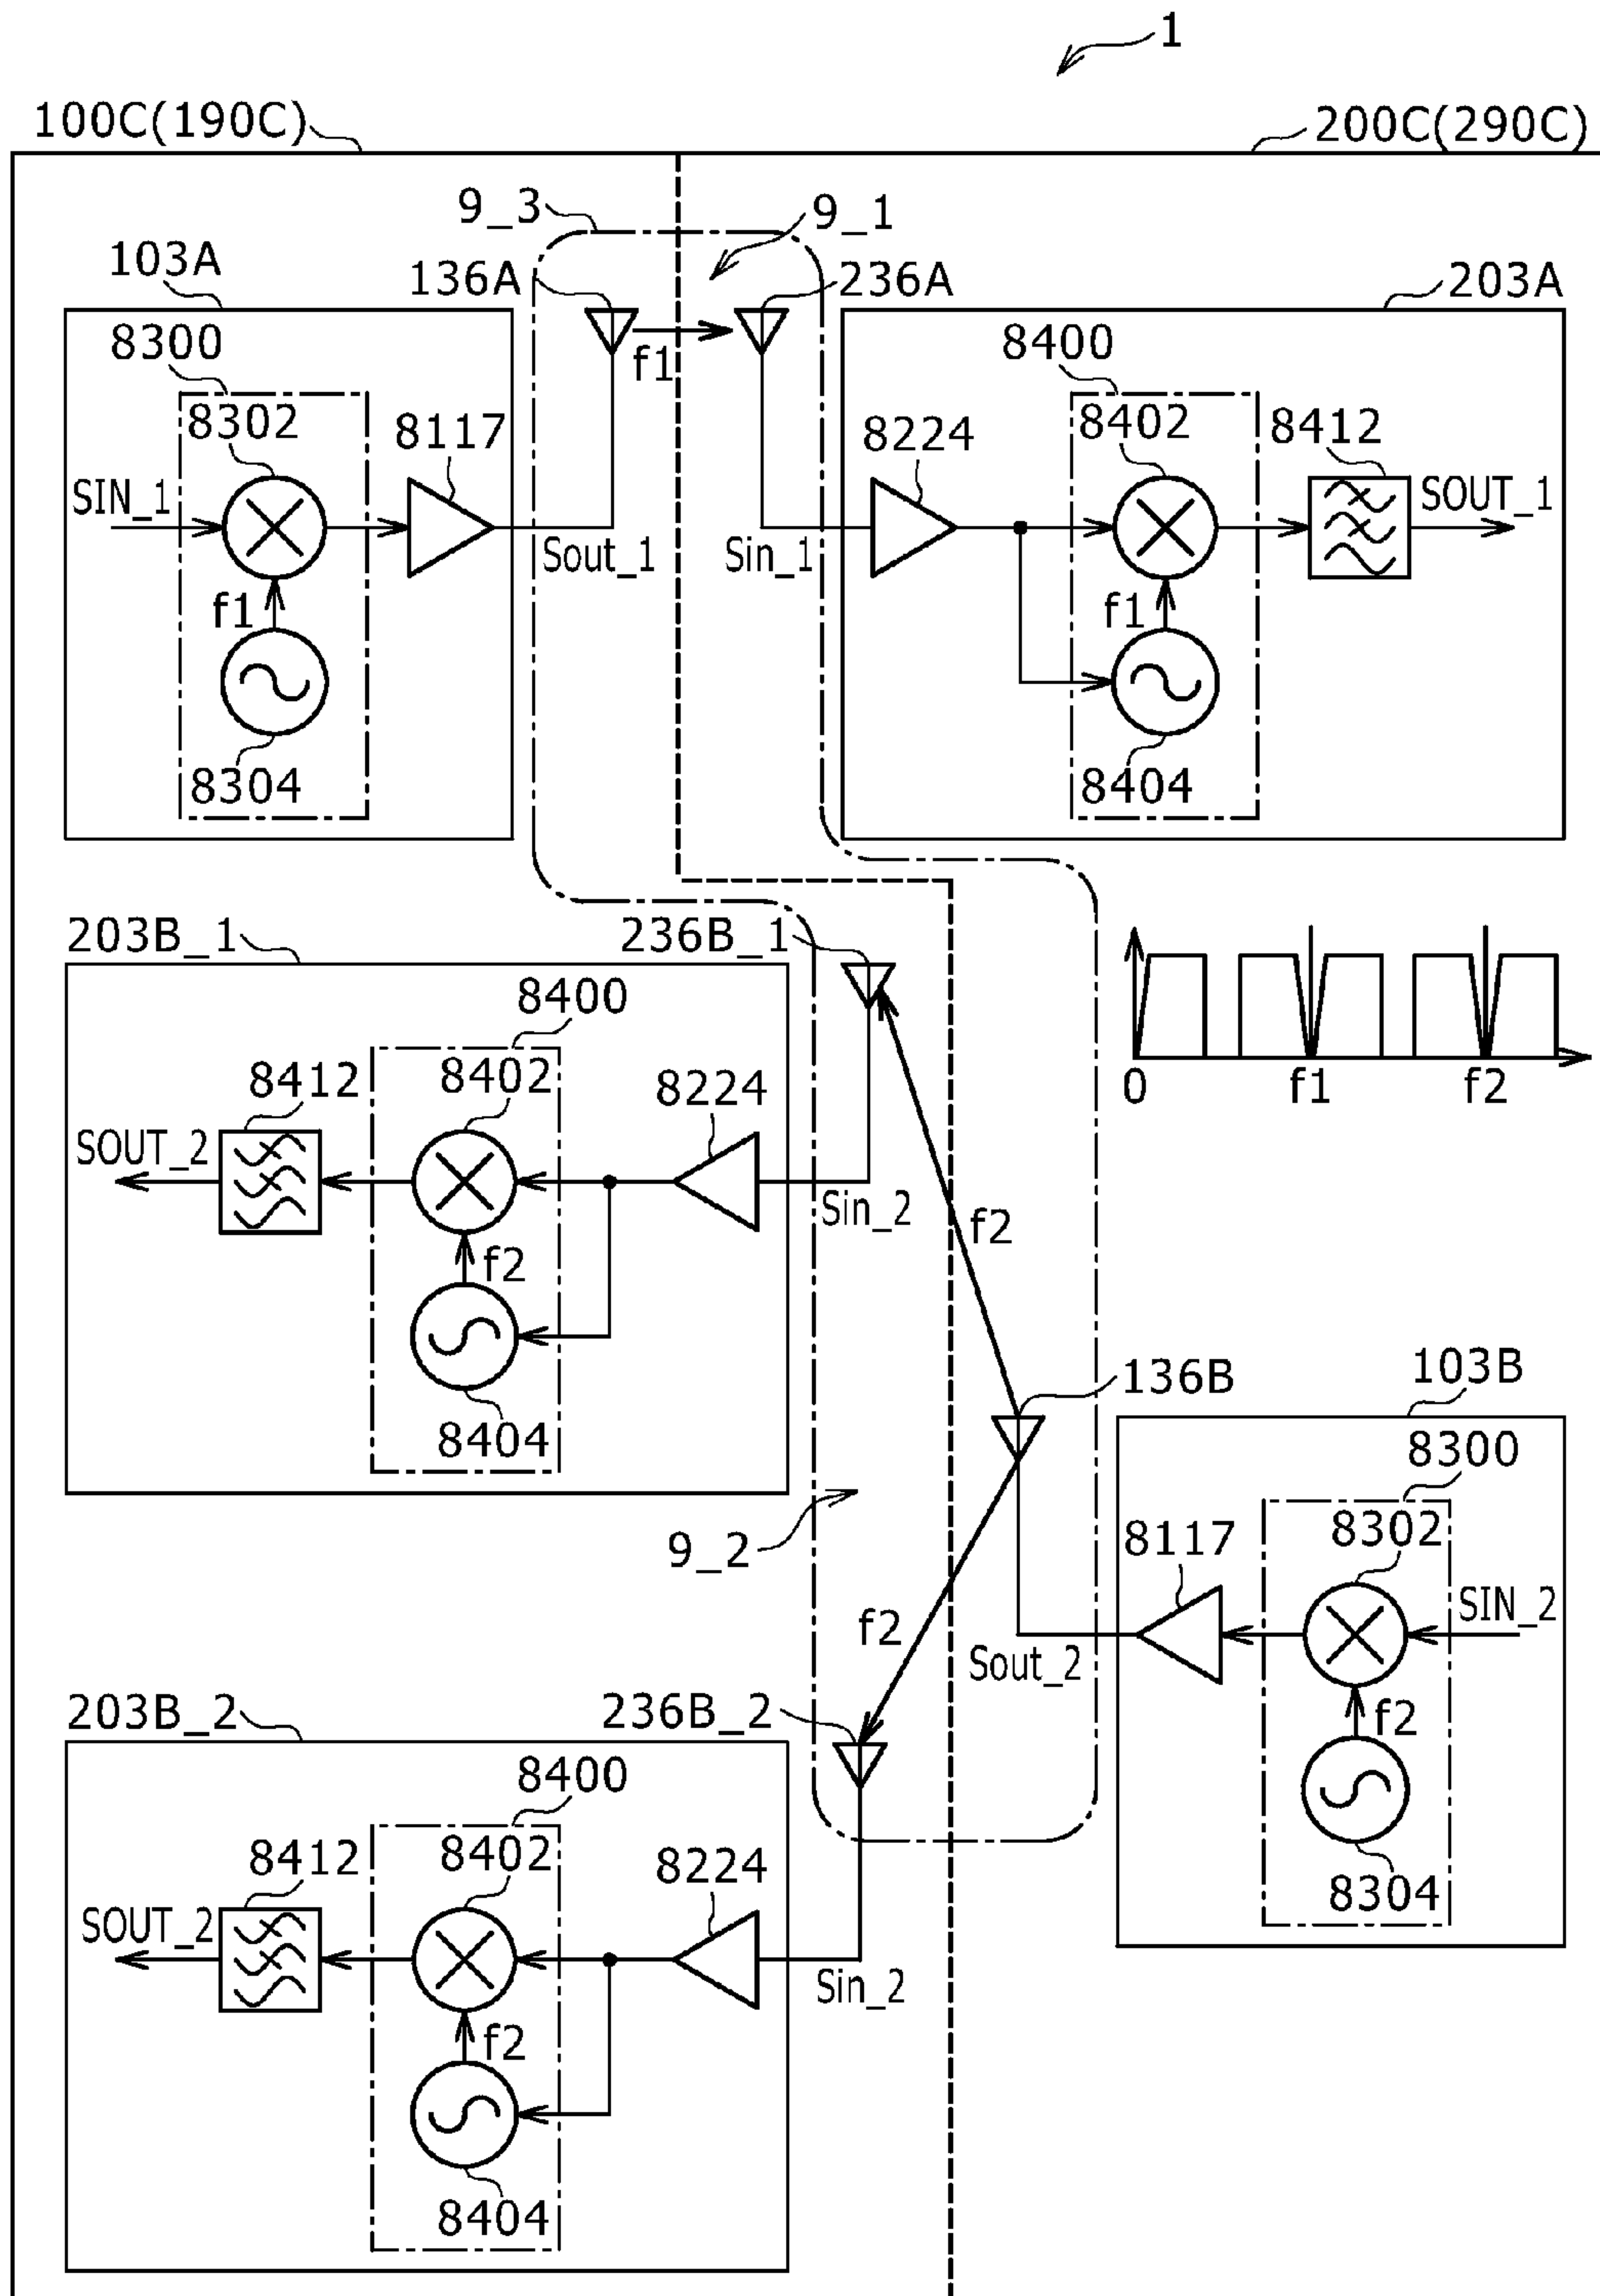 1
100C(190C)
200C(290C)
9_3
9_1
103A
136A
236A
203A
8300
f1
8400
8302
8117
8224
8402
8412
SIN_1
Sout_1
Sin_1
SOUT_1
f1
f1
8304
8404
203B_1
236B_1
8400
8412
8402
8224
0
f1
f2
SOUT_2
Sin_2
f2
f2
8404
136B
103B
8300
9_2
8117
8302
SIN_2
f2
Sout_2
203B_2
236B_2
f2
8400
8412
8402
8224
8304
SOUT_2
Sin_2
f2
8404